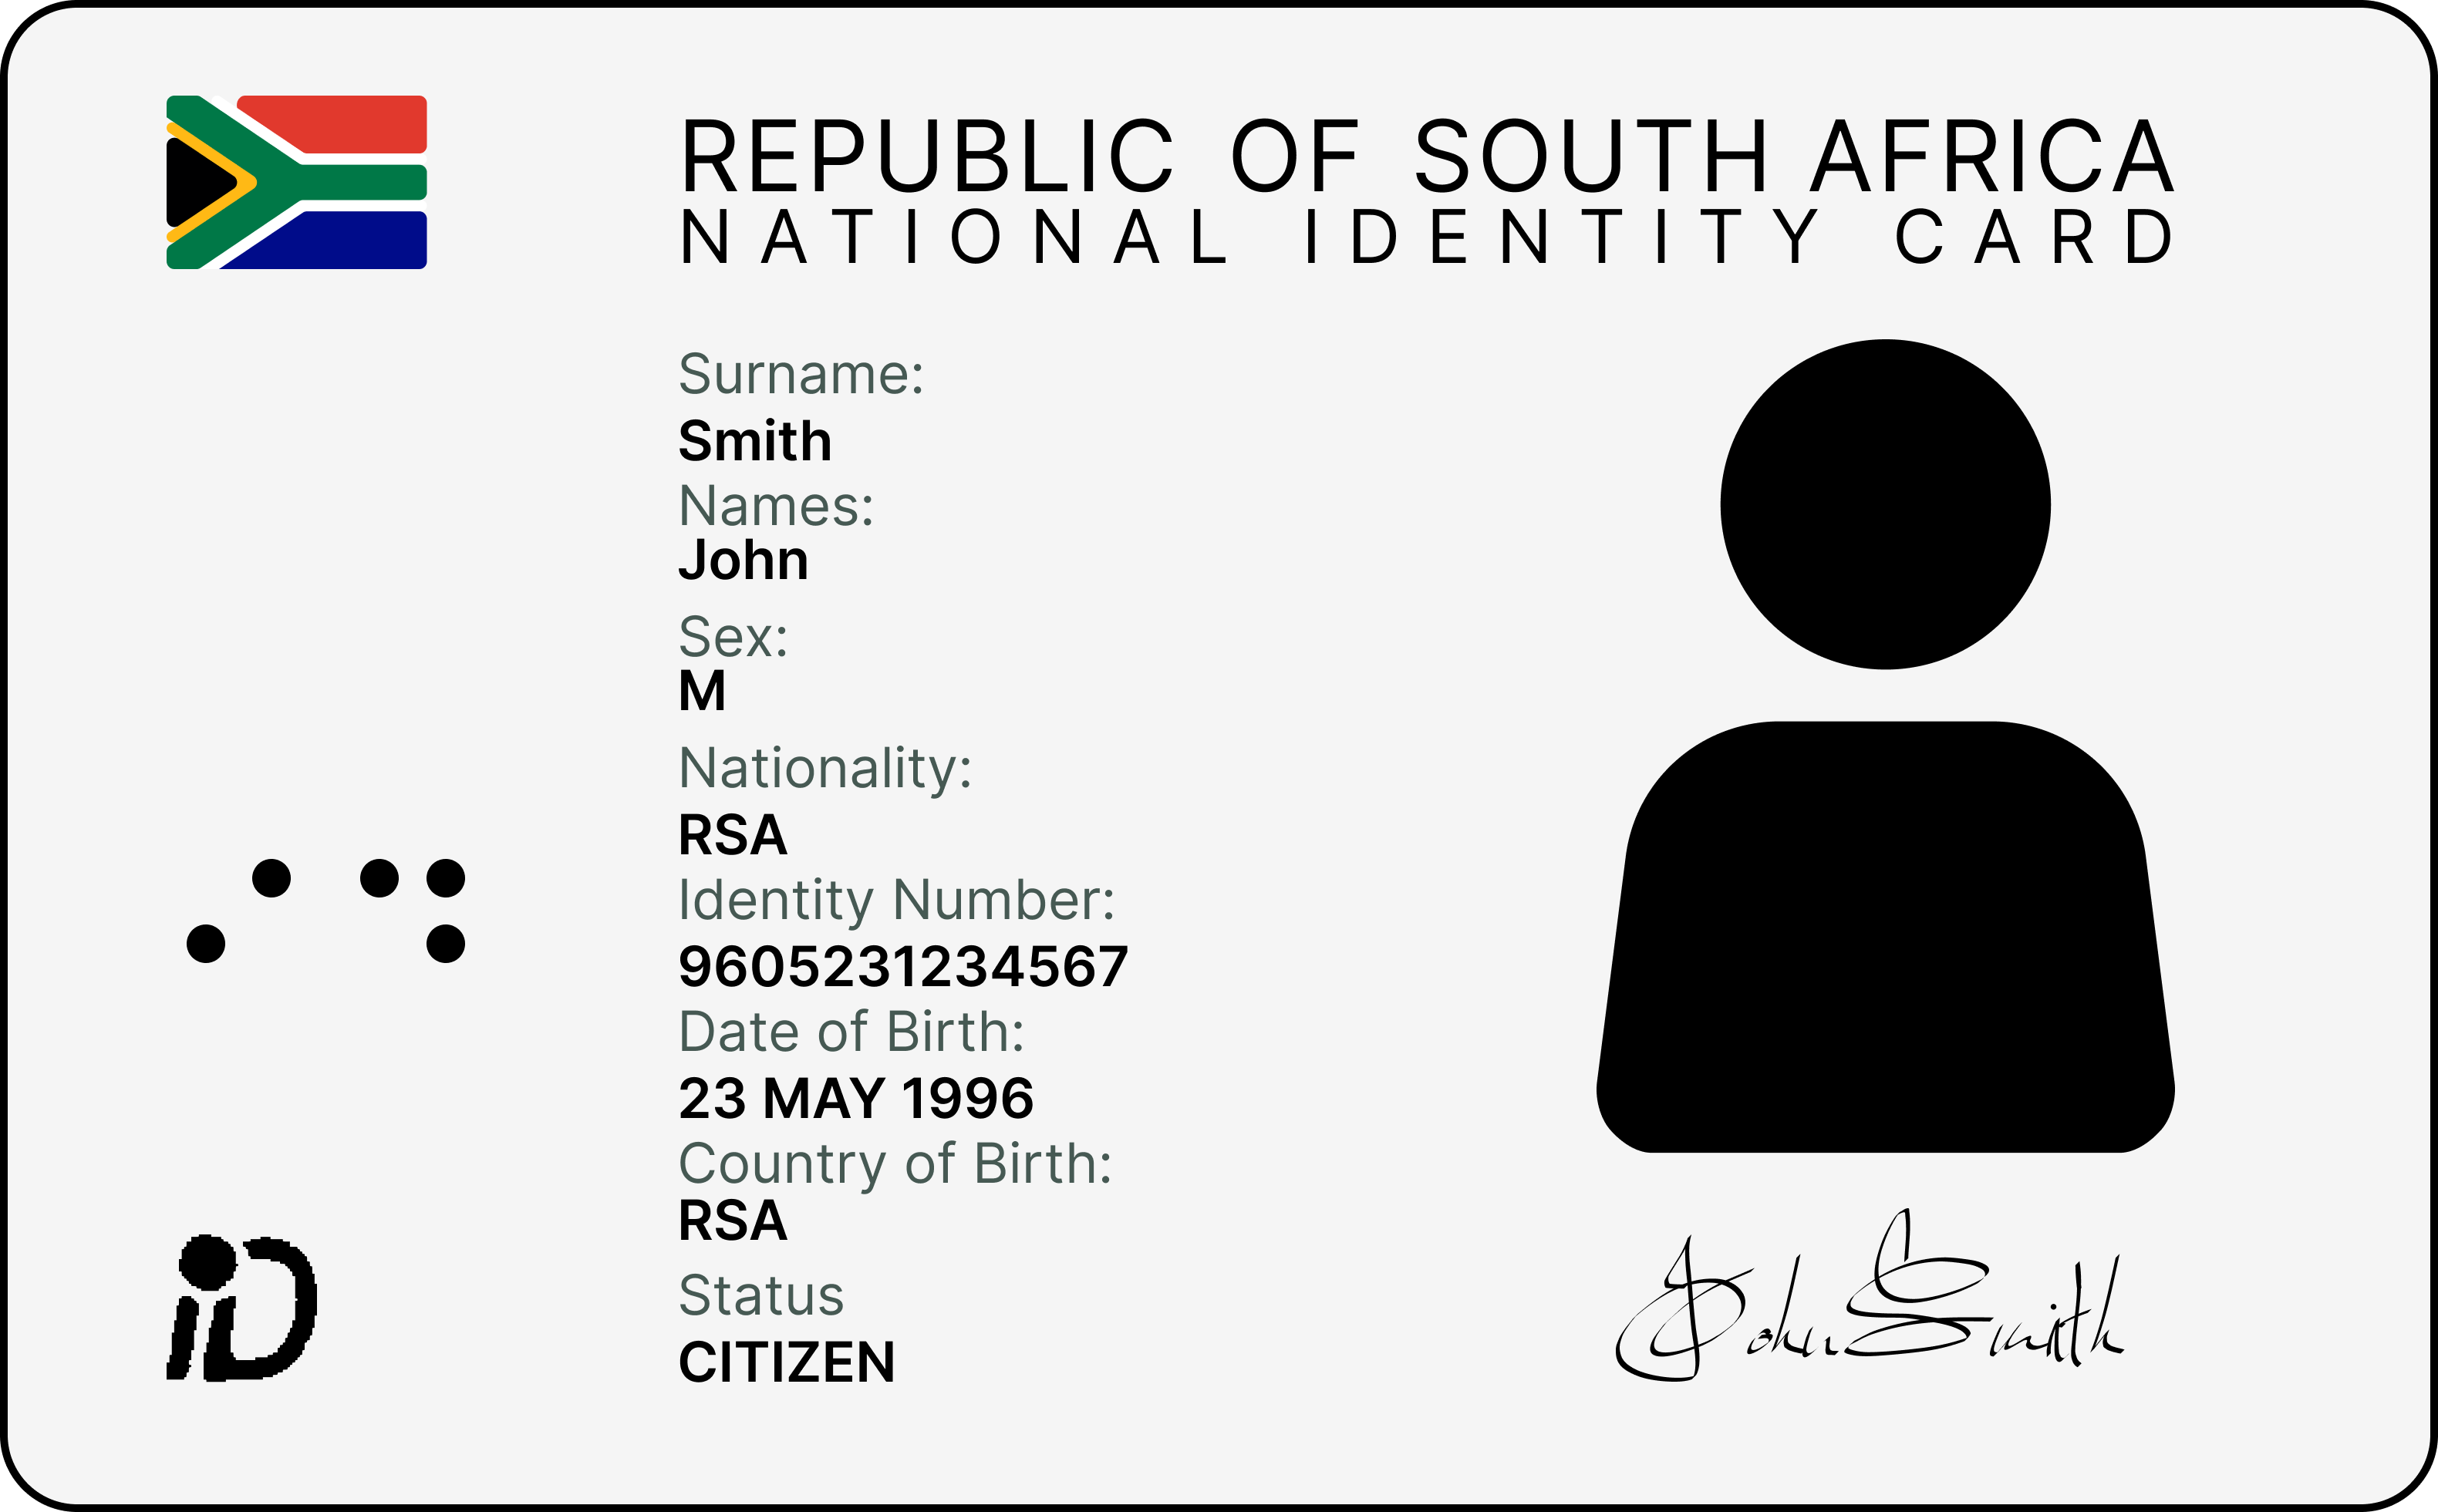 REPUBLIC OF SOUTH AFRICA
NATIONAL IDENTITY CARD
Surname:
Smith
Names:
John
Sex:
M
Nationality:
RSA
Identity Number:
9605231234567
Date of Birth:
23 MAY 1996
Country of Birth:
RSA
Status
CITIZEN
iD
John Smith